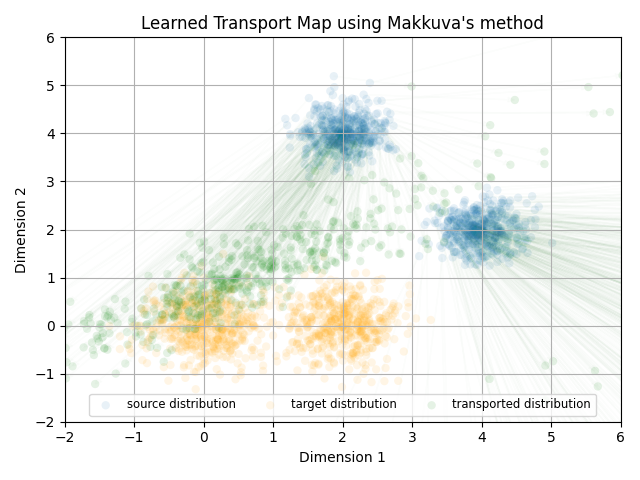 Learned Transport Map using Makkuva's method
6
5
4
3
2
1
0
−1
−2
Dimension 2
source distribution target distribution transported distribution
−2 −1 0 1 2 3 4 5 6
Dimension 1